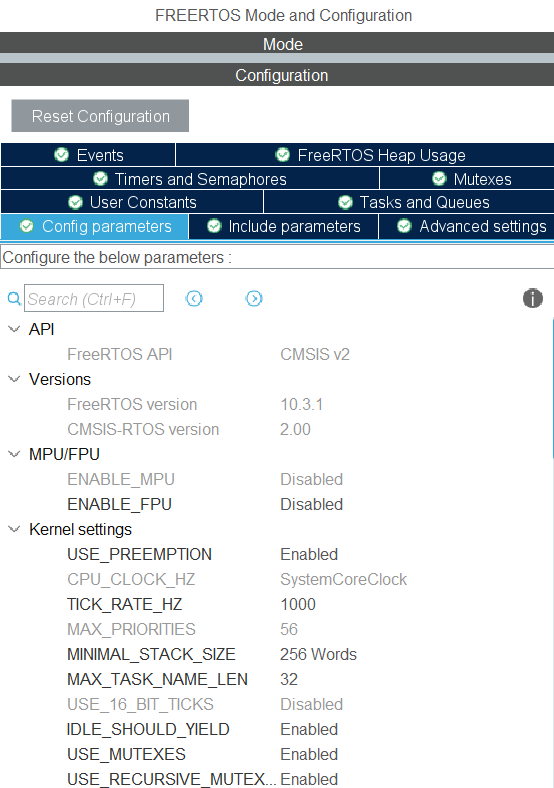 FREERTOS Mode and Configuration
Mode
Configuration
Reset Configuration
Events FreeRTOS Heap Usage
Timers and Semaphores Mutexes
User Constants Tasks and Queues
Config parameters Include parameters Advanced settings
Configure the below parameters :
Search (Ctrl+F)
API
FreeRTOS API CMSIS v2
Versions
FreeRTOS version 10.3.1
CMSIS-RTOS version 2.00
MPU/FPU
ENABLE_MPU Disabled
ENABLE_FPU Disabled
Kernel settings
USE_PREEMPTION Enabled
CPU_CLOCK_HZ SystemCoreClock
TICK_RATE_HZ 1000
MAX_PRIORITIES 56
MINIMAL_STACK_SIZE 256 Words
MAX_TASK_NAME_LEN 32
USE_16_BIT_TICKS Disabled
IDLE_SHOULD_YIELD Enabled
USE_MUTEXES Enabled
USE_RECURSIVE_MUTEX... Enabled